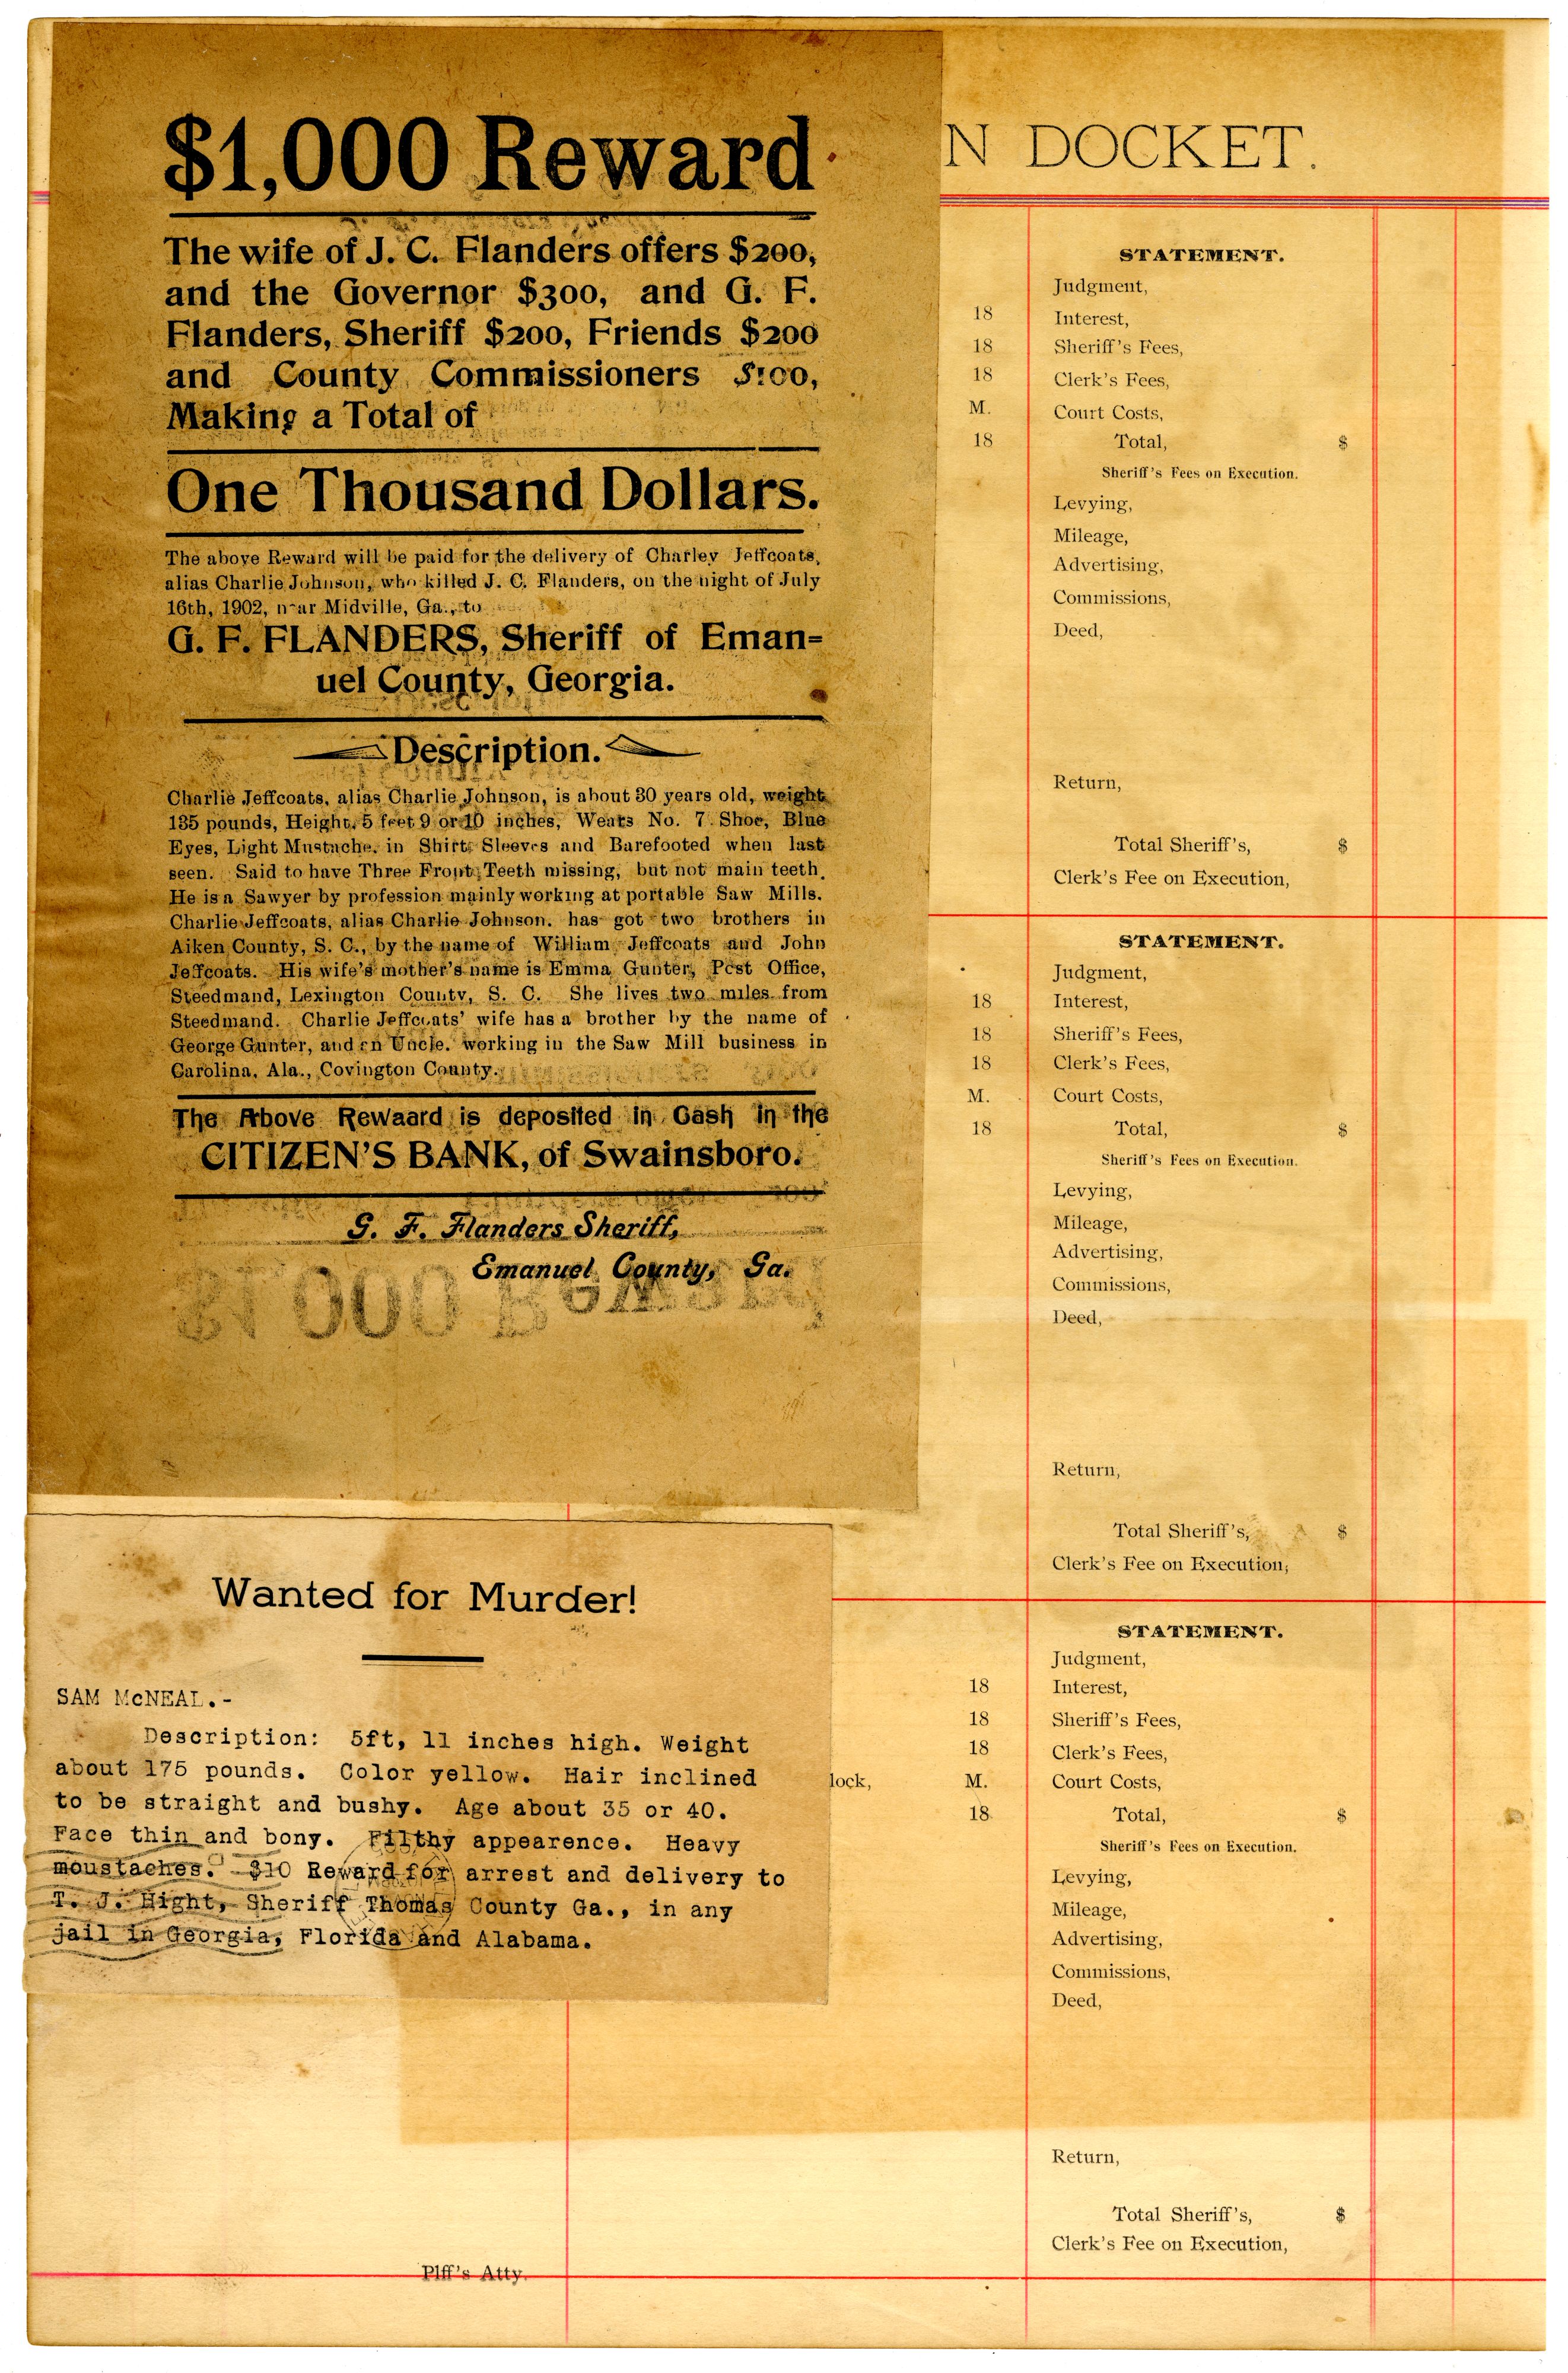 $1,000 Reward
The wife of J. C. Flanders offers $200,
and the Governor $300, and G. F.
Flanders, Sheriff $200, Friends $200
and County Commissioners $100,
Making a Total of
One Thousand Dollars.
The above Reward will be paid for the delivery of Charley Jeffcoats,
alias Charlie Johnson, who killed J. C. Flanders, on the night of July
16th, 1902, near Midville, Ga., to
G. F. FLANDERS, Sheriff of Eman=
uel County, Georgia.
Description.
Charlie Jeffcoats, alias Charlie Johnson, is about 30 years old, weight
135 pounds, Height, 5 feet 9 or 10 inches, Wears No. 7 Shoe, Blue
Eyes, Light Mustache, in Shirt Sleeves and Barefooted when last
seen. Said to have Three Front Teeth missing, but not main teeth.
He is a Sawyer by profession mainly working at portable Saw Mills.
Charlie Jeffcoats, alias Charlie Johnson, has got two brothers in
Aiken County, S. C., by the name of William Jeffcoats and John
Jeffcoats. His wife's mother's name is Emma Gunter, Post Office,
Steedmand, Lexington County, S. C. She lives two miles from
Steedmand. Charlie Jeffcoats' wife has a brother by the name of
George Gunter, and an Uncle, working in the Saw Mill business in
Carolina, Ala., Covington County.
The Above Rewaard is deposited in Cash in the
CITIZEN'S BANK, of Swainsboro.
G. F. Flanders Sheriff,
Emanuel County, Ga.
Wanted for Murder!
SAM McNEAL.-
Description: 5ft, 11 inches high. Weight
about 175 pounds. Color yellow. Hair inclined
to be straight and bushy. Age about 35 or 40.
Face thin and bony. Filthy appearence. Heavy
moustaches. $10 Reward for arrest and delivery to
T. J. Hight, Sheriff Thomas County Ga., in any
jail in Georgia, Florida and Alabama.
Plff's Atty.
N DOCKET.
STATEMENT.
Judgment,
18 Interest,
18 Sheriff's Fees,
18 Clerk's Fees,
M. Court Costs,
18 Total, $
Sheriff's Fees on Execution.
Levying,
Mileage,
Advertising,
Commissions,
Deed,
Return,
Total Sheriff's, $
Clerk's Fee on Execution,
STATEMENT.
Judgment,
18 Interest,
18 Sheriff's Fees,
18 Clerk's Fees,
M. Court Costs,
18 Total, $
Sheriff's Fees on Execution.
Levying,
Mileage,
Advertising,
Commissions,
Deed,
Return,
Total Sheriff's, $
Clerk's Fee on Execution,
STATEMENT.
Judgment,
18 Interest,
18 Sheriff's Fees,
18 Clerk's Fees,
lock, M. Court Costs,
18 Total, $
Sheriff's Fees on Execution.
Levying,
Mileage,
Advertising,
Commissions,
Deed,
Return,
Total Sheriff's, $
Clerk's Fee on Execution,